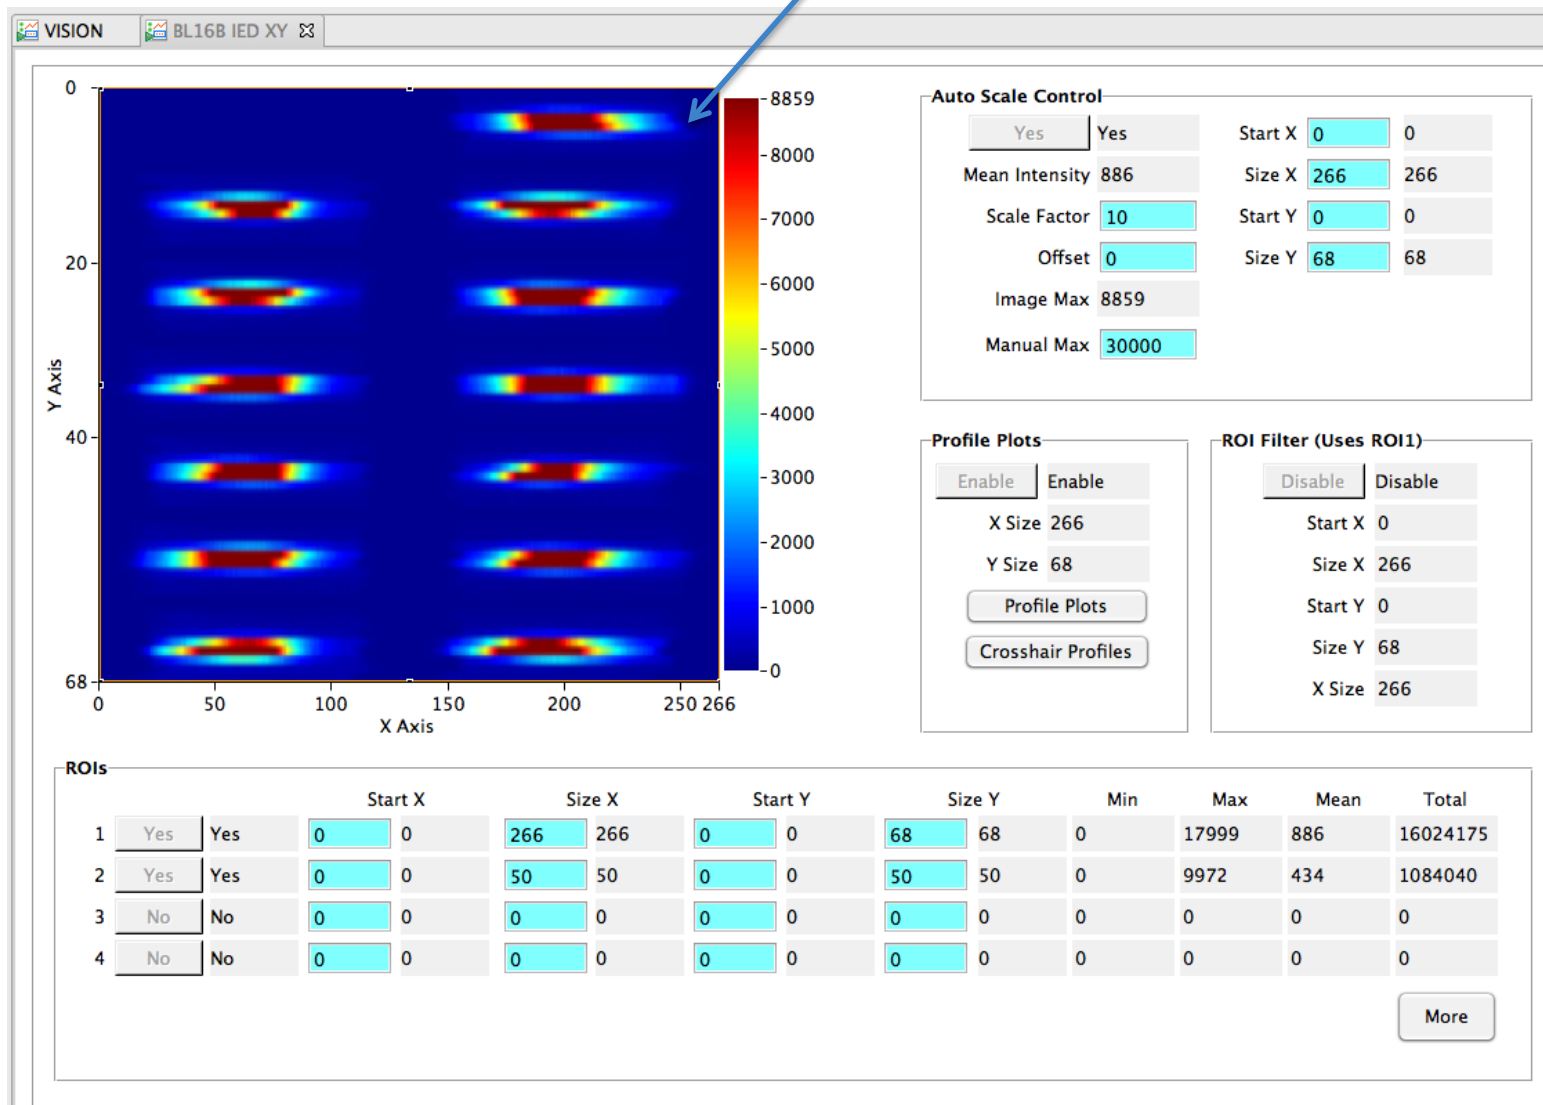 VISION BL16B IED XY
0
20
40
68
Y Axis
0 50 100 150 200 250 266
X Axis
8859
8000
7000
6000
5000
4000
3000
2000
1000
0
Auto Scale Control
Yes Yes Start X 0 0
Mean Intensity 886 Size X 266 266
Scale Factor 10 Start Y 0 0
Offset 0 Size Y 68 68
Image Max 8859
Manual Max 30000
Profile Plots
Enable Enable
X Size 266
Y Size 68
Profile Plots
Crosshair Profiles
ROI Filter (Uses ROI1)
Disable Disable
Start X 0
Size X 266
Start Y 0
Size Y 68
X Size 266
ROIs
Start X Size X Start Y Size Y Min Max Mean Total
1 Yes Yes 0 0 266 266 0 0 68 68 0 17999 886 16024175
2 Yes Yes 0 0 50 50 0 0 50 50 0 9972 434 1084040
3 No No 0 0 0 0 0 0 0 0 0 0 0 0
4 No No 0 0 0 0 0 0 0 0 0 0 0 0
More